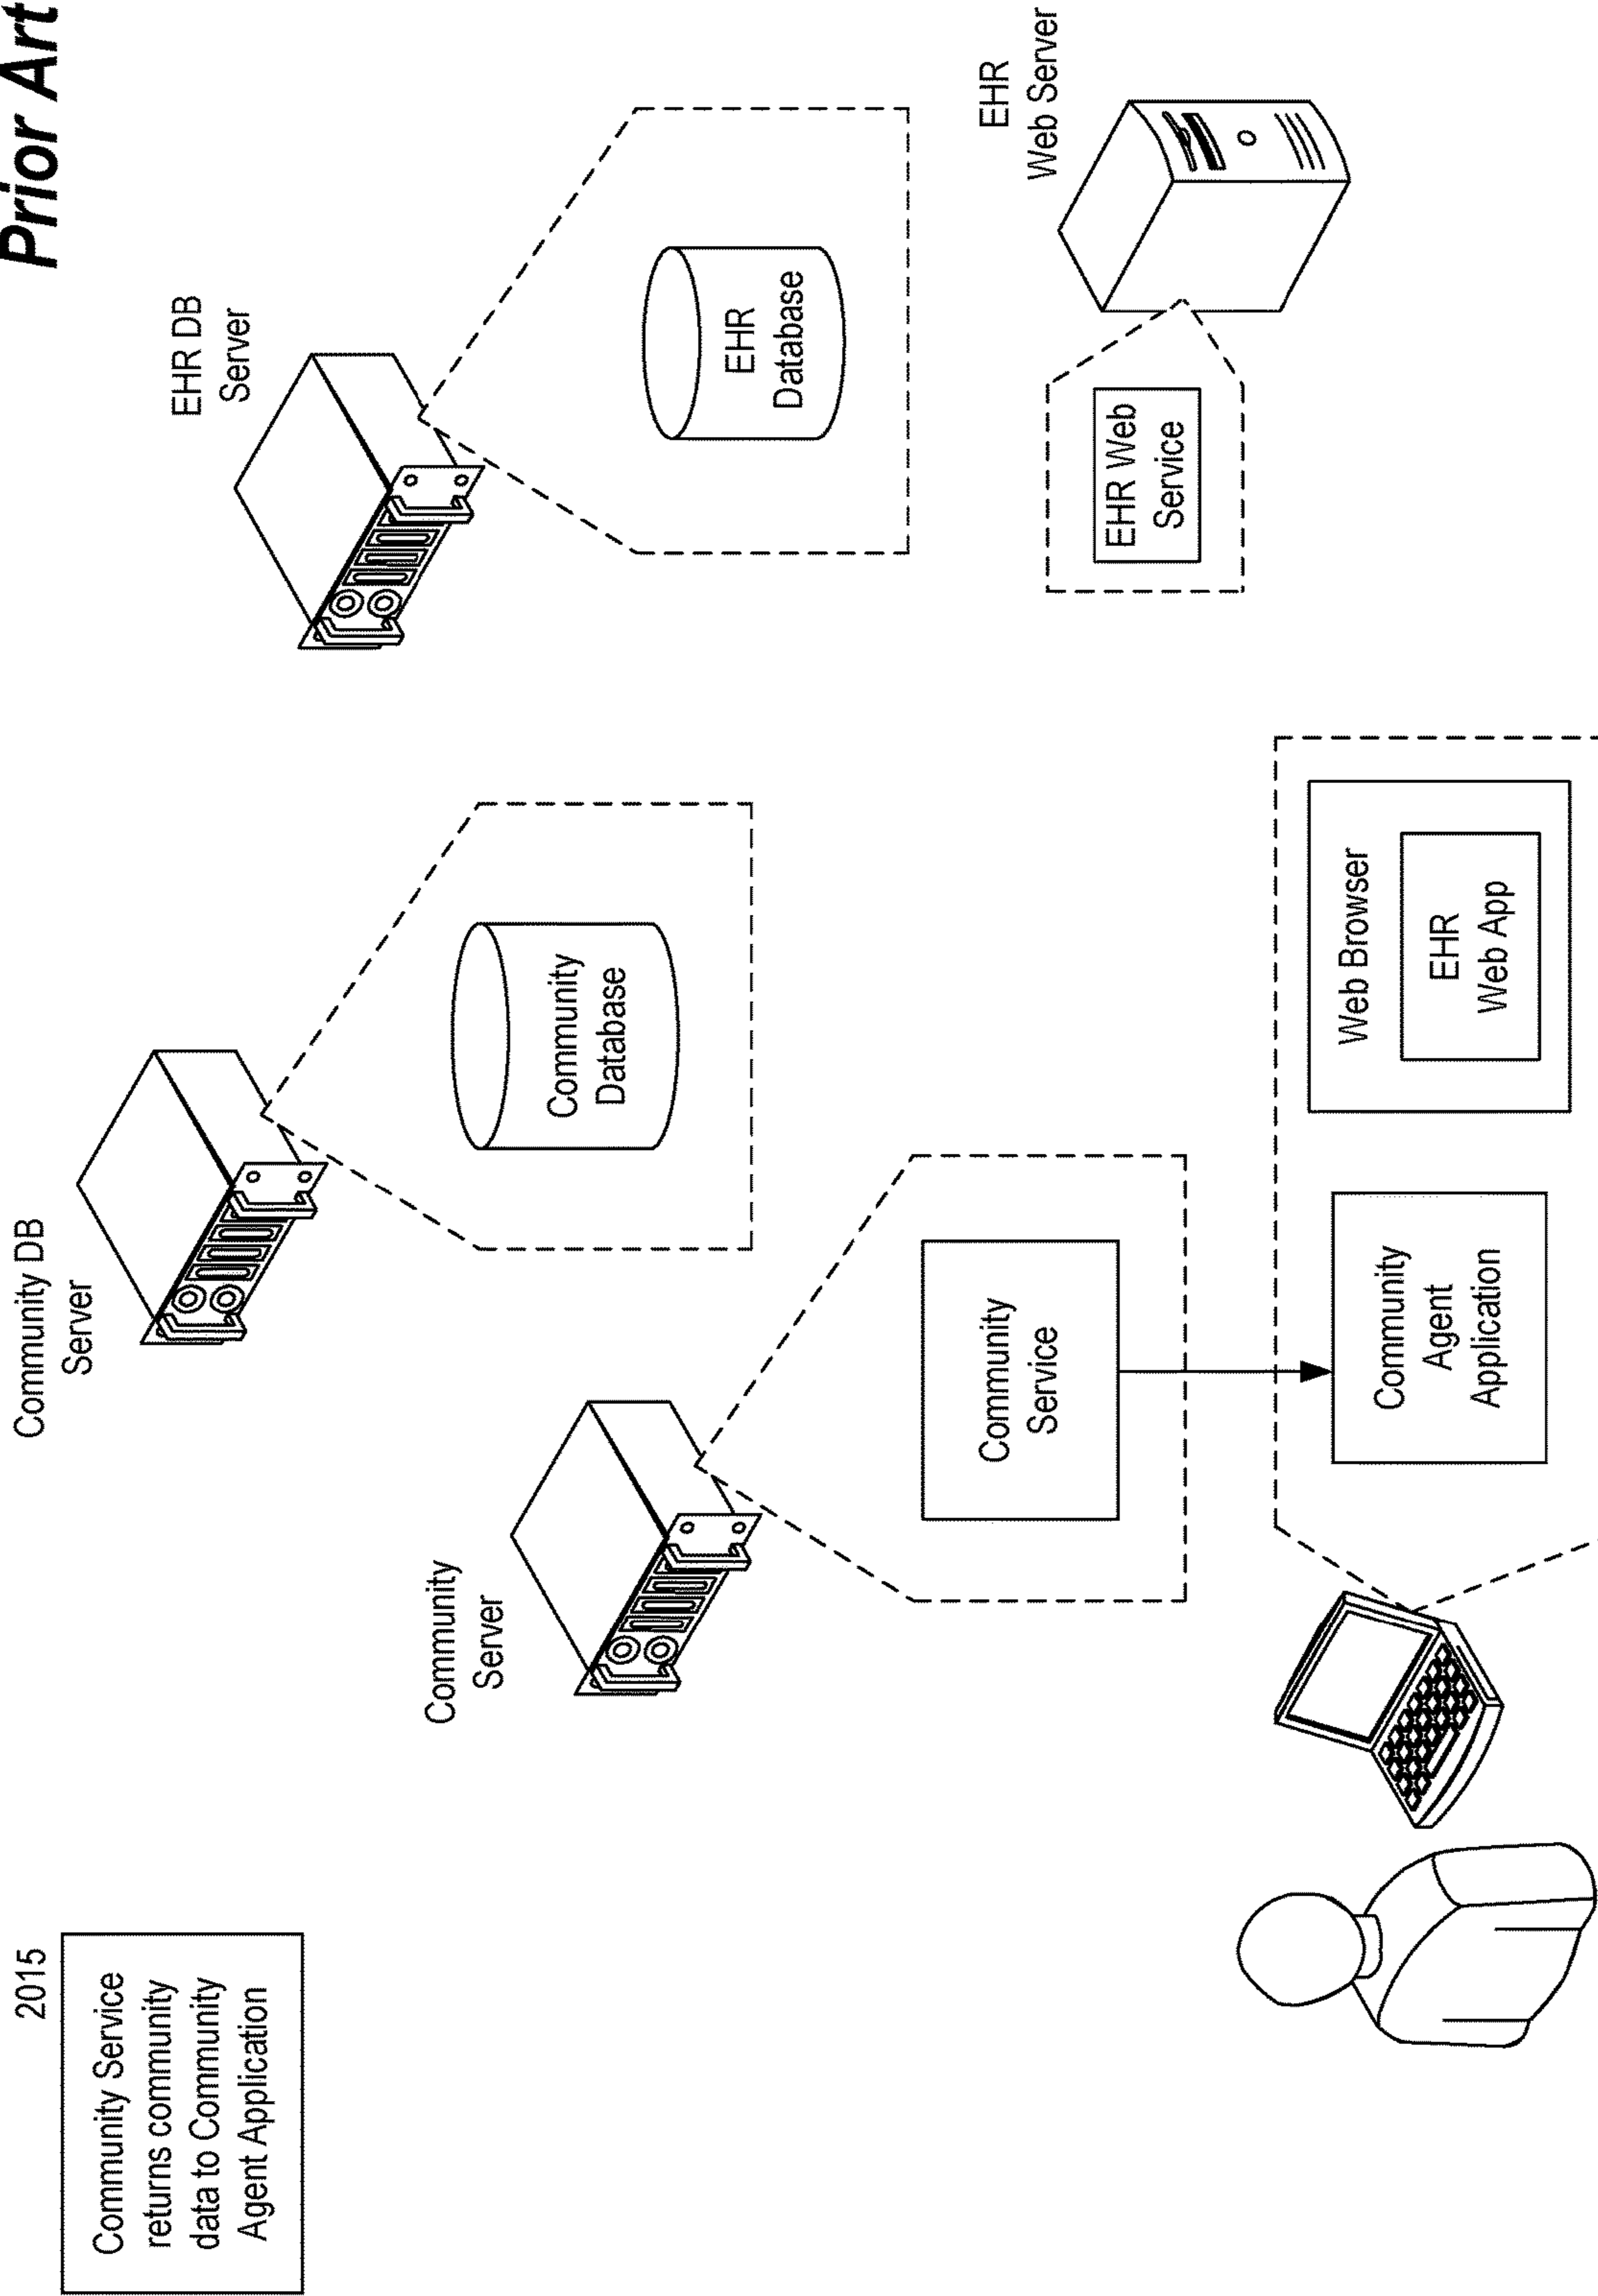 Prior Art
2015
Community Service
returns community
data to Community
Agent Application
Community DB
Server
Community
Database
EHR DB
Server
EHR
Database
Community
Server
Community
Service
EHR
Web Server
EHR Web
Service
Community
Agent
Application
Web Browser
EHR
Web App